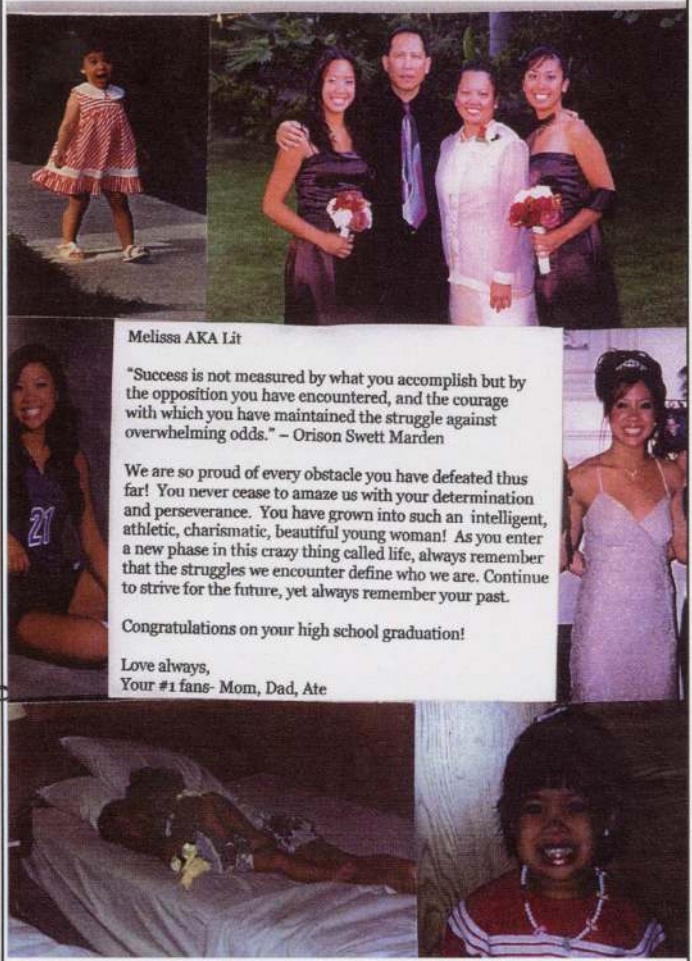 Melissa AKA Lit
"Success is not measured by what you accomplish but by
the opposition you have encountered, and the courage
with which you have maintained the struggle against
overwhelming odds." – Orison Swett Marden
We are so proud of every obstacle you have defeated thus
far! You never cease to amaze us with your determination
and perseverance. You have grown into such an intelligent,
athletic, charismatic, beautiful young woman! As you enter
a new phase in this crazy thing called life, always remember
that the struggles we encounter define who we are. Continue
to strive for the future, yet always remember your past.
Congratulations on your high school graduation!
Love always,
Your #1 fans- Mom, Dad, Ate
21